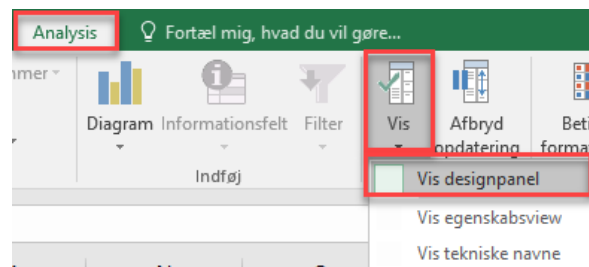 Analysis Fortæl mig, hvad du vil gøre...
Diagram Informationsfelt Filter Vis Afbryd
opdatering
Indføj
Vis designpanel
Vis egenskabsview
Vis tekniske navne